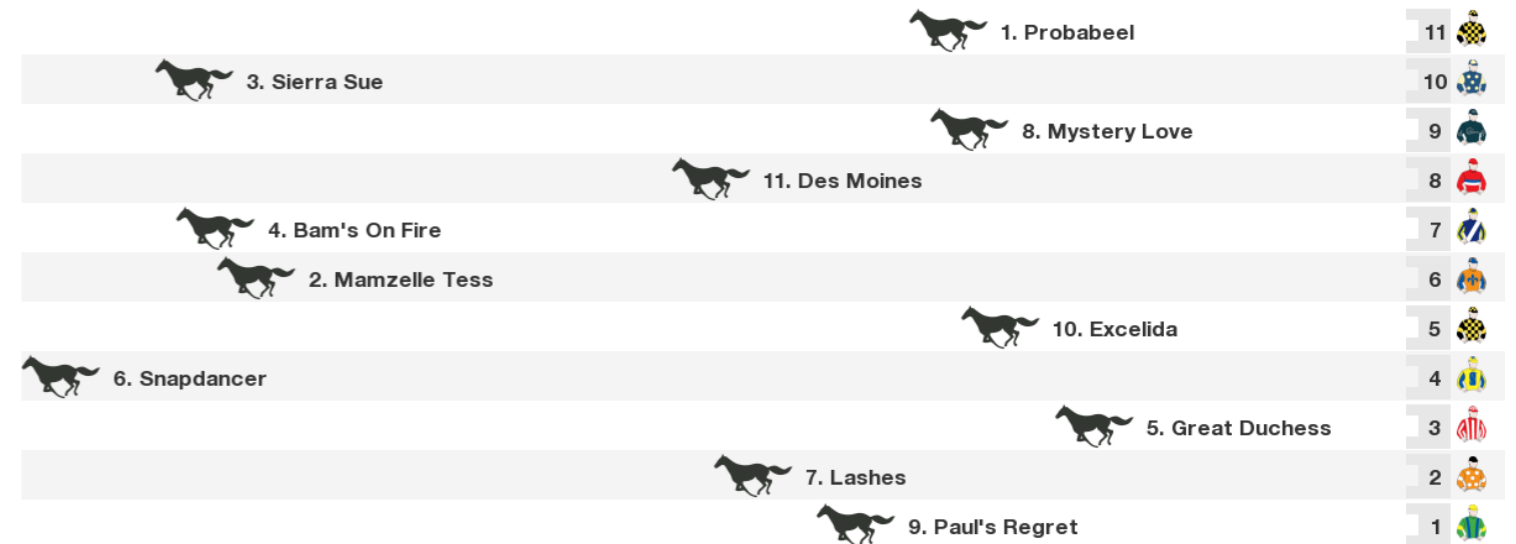 1. Probabeel 11
3. Sierra Sue 10
8. Mystery Love 9
11. Des Moines 8
4. Bam's On Fire 7
2. Mamzelle Tess 6
10. Excelida 5
6. Snapdancer 4
5. Great Duchess 3
7. Lashes 2
9. Paul's Regret 1